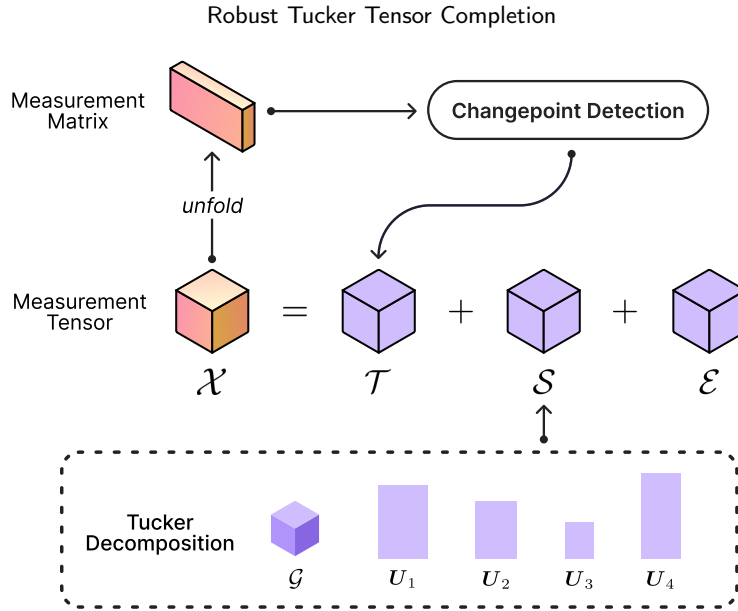 Robust Tucker Tensor Completion
Measurement
Matrix
Changepoint Detection
unfold
Measurement
Tensor
= + +
𝒳 𝒯 𝒮 ℰ
Tucker
Decomposition
𝒢 U₁ U₂ U₃ U₄